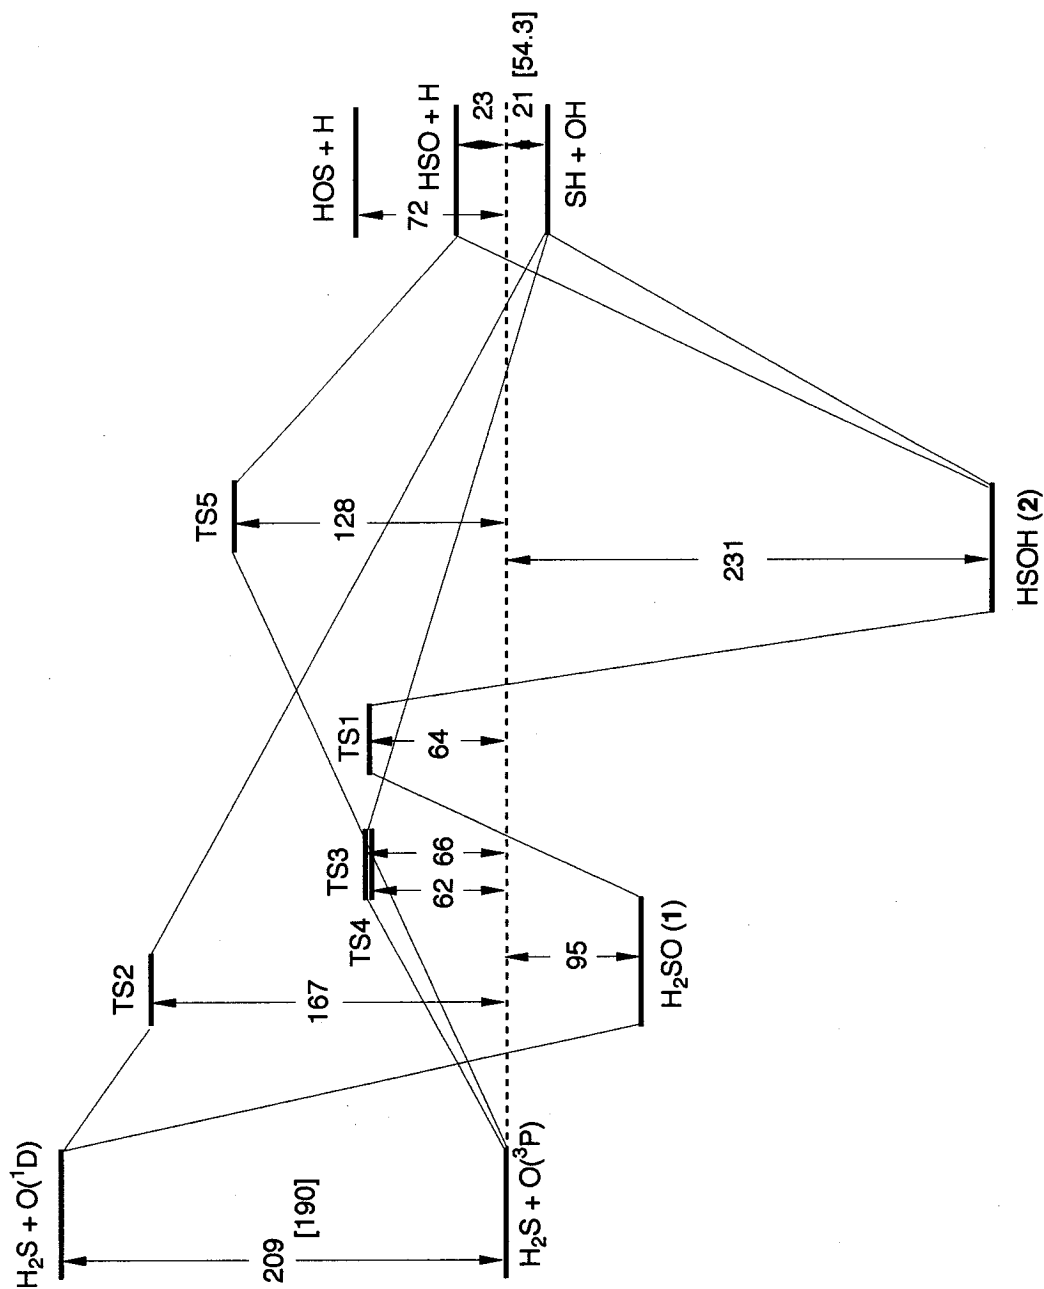 H₂S + O(¹D)
209
[190]
H₂S + O(³P)
TS2
167
TS3
TS4
62
66
95
H₂SO (1)
TS1
64
TS5
128
231
HSOH (2)
HOS + H
72
HSO + H
23
21 [54.3]
SH + OH